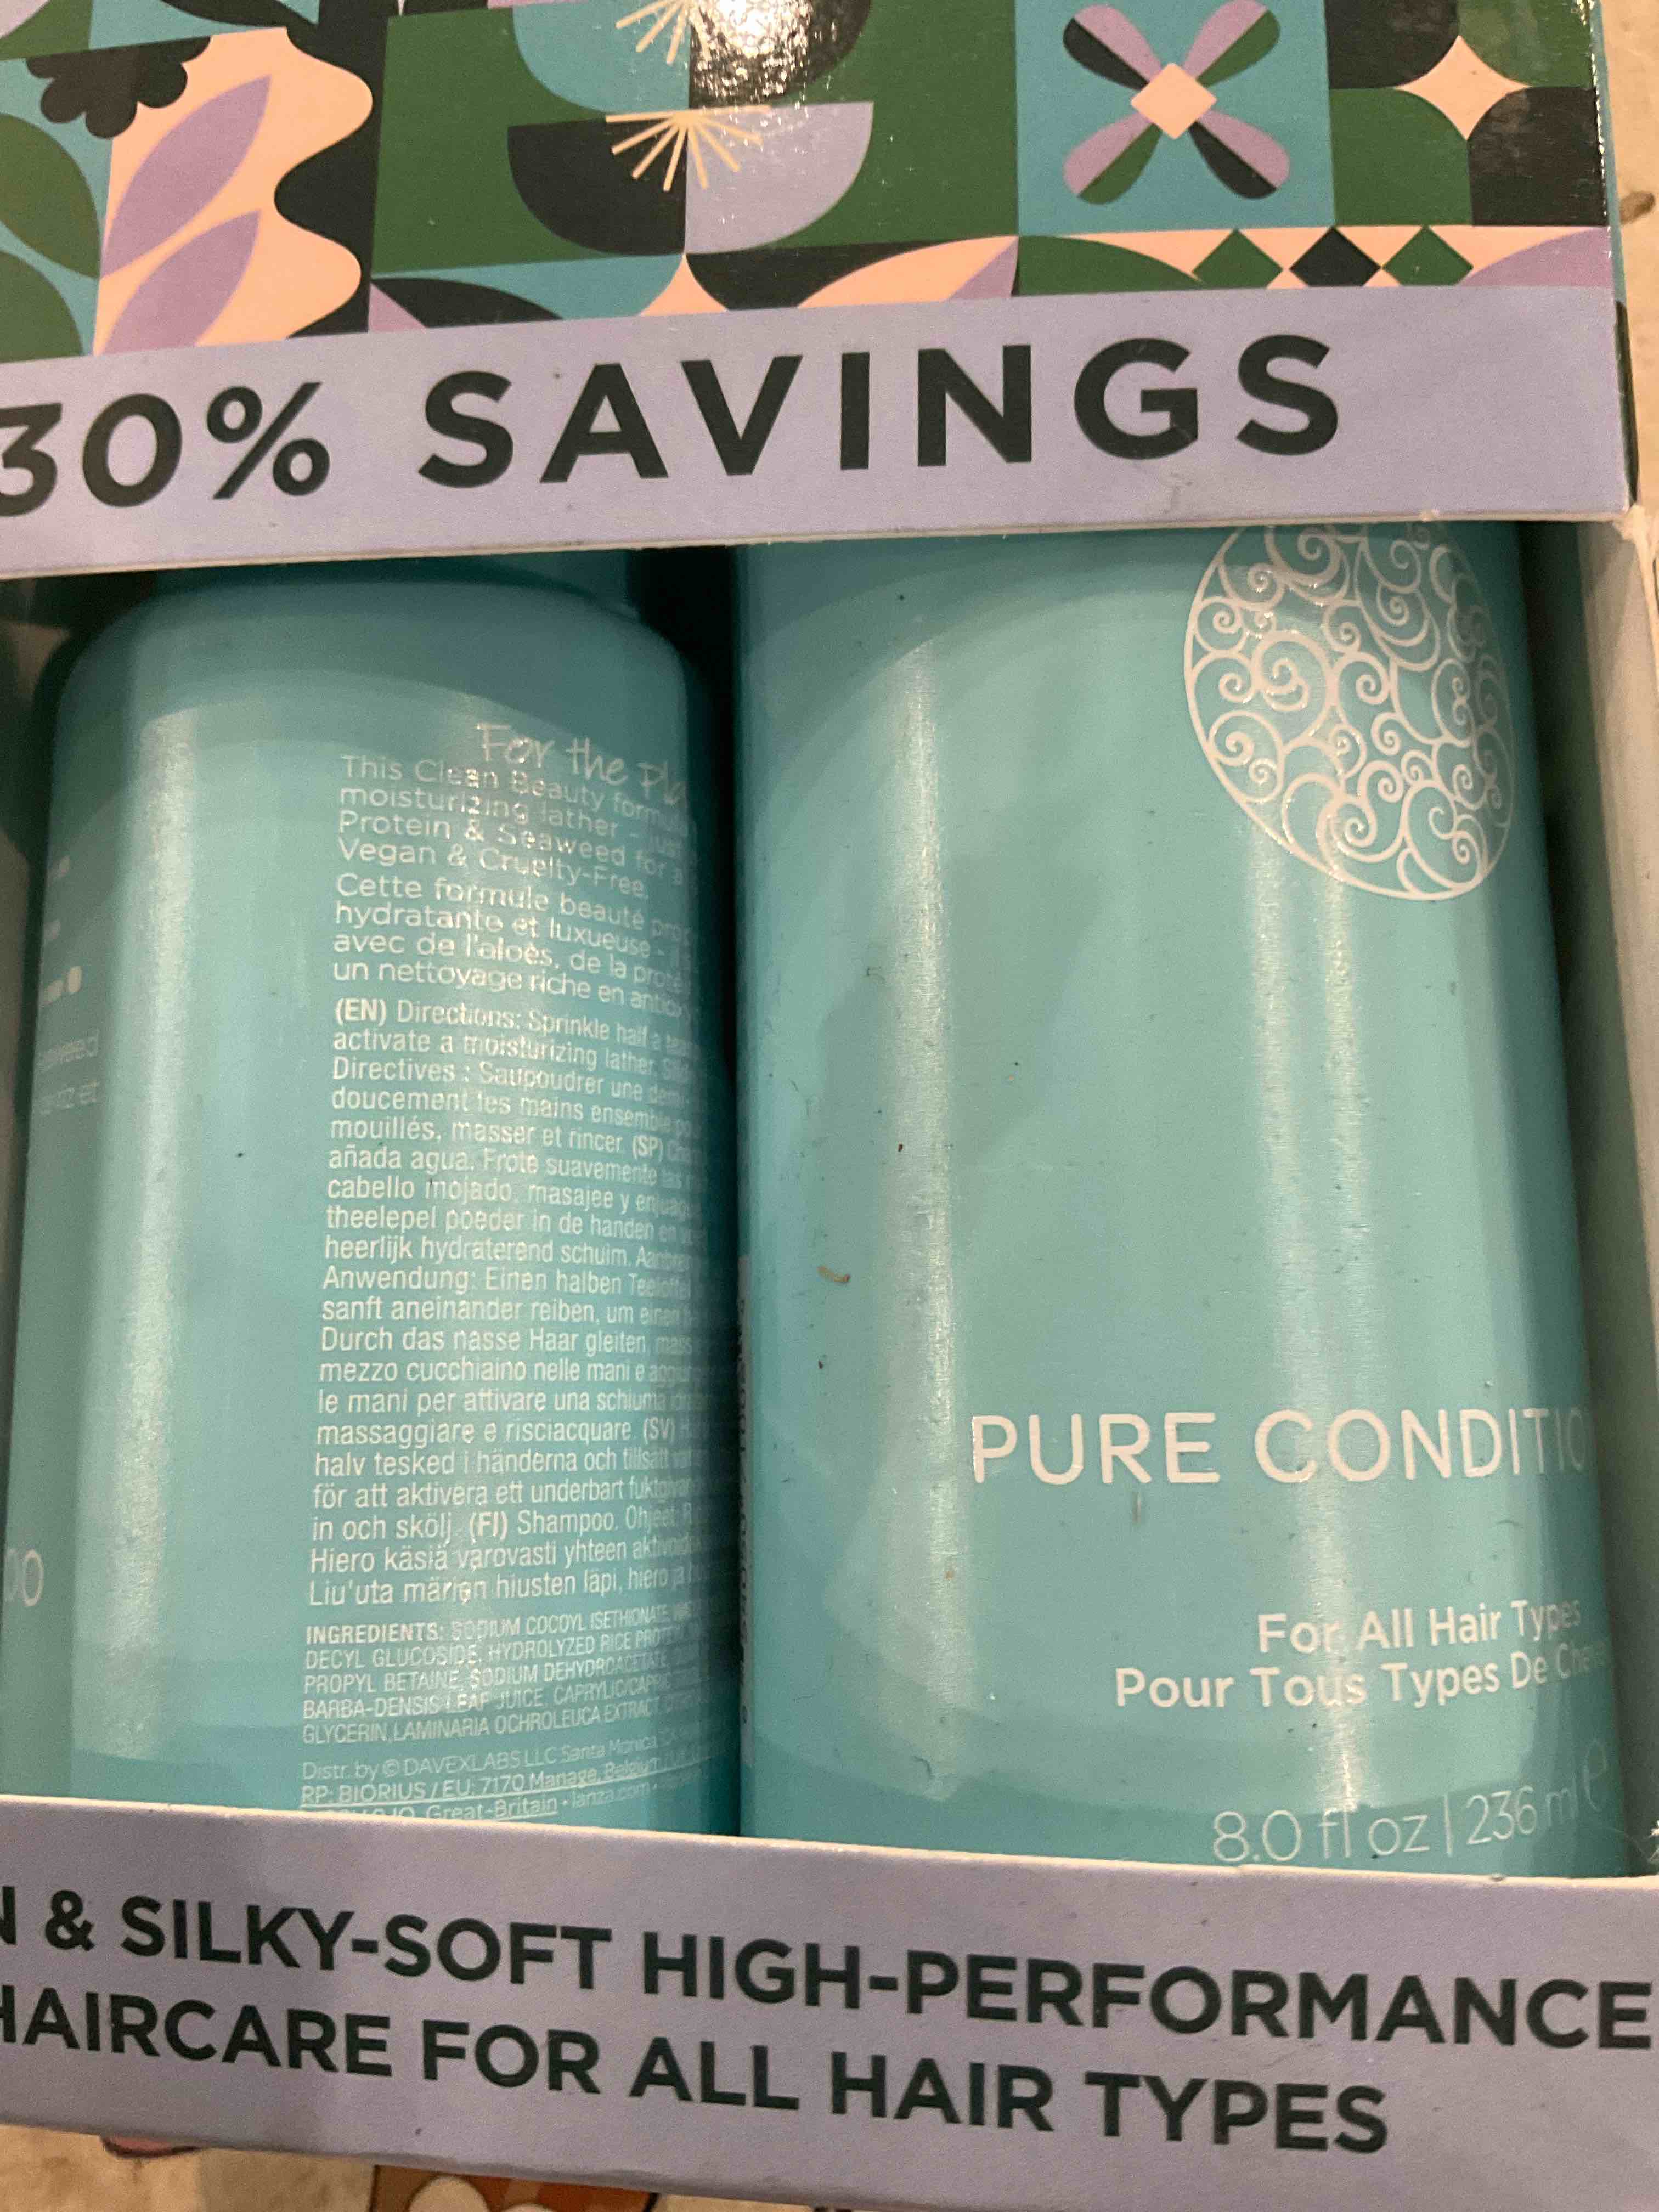 30% SAVINGS
For the
This Clean Beauty
moisturizing lather -
Protein & Seaweed for a
Vegan & Cruelty-Free.
Cette formule beauté
hydratante et luxueuse -
avec de l'aloès, de la
un nettoyage riche en
(EN) Directions: Sprinkle half a
activate a moisturizing lather.
Directives : Saupoudrer une
doucement les mains ensemble
mouillés, masser et rincer. (SP)
añada agua. Frote suavemente las
cabello mojado, masajee y
theelepel poeder in de handen en
heerlijk hydraterend schuim.
Anwendung: Einen halben
sanft aneinander reiben, um einen
Durch das nasse Haar gleiten,
mezzo cucchiaino nelle mani e
le mani per attivare una schiuma
massaggiare e risciacquare. (SV)
halv tesked i händerna och tillsätt
för att aktivera ett underbart
in och skölj. (FI) Shampoo. Ohjeet:
Hiero käsiä varovasti yhteen
Liu'uta märjen hiusten läpi, hiero ja
INGREDIENTS: SODIUM COCOYL ISETHIONATE,
DECYL GLUCOSIDE, HYDROLYZED RICE
PROPYL BETAINE, SODIUM DEHYDROACETATE
BARBA-DENSIS LEAF JUICE,
GLYCERIN, LAMINARIA OCHROLEUCA EXTRACT,
Distr. by © DAVEXLABS LLC Santa Monica
RP: BIORIUS / EU: 7170 Manage, Belgium
Great-Britain • lanza.com •
PURE
For All Hair Types
Pour Tous Types De
8.0 fl oz | 236 ml
& SILKY-SOFT HIGH-PERFORMANCE
HAIRCARE FOR ALL HAIR TYPES